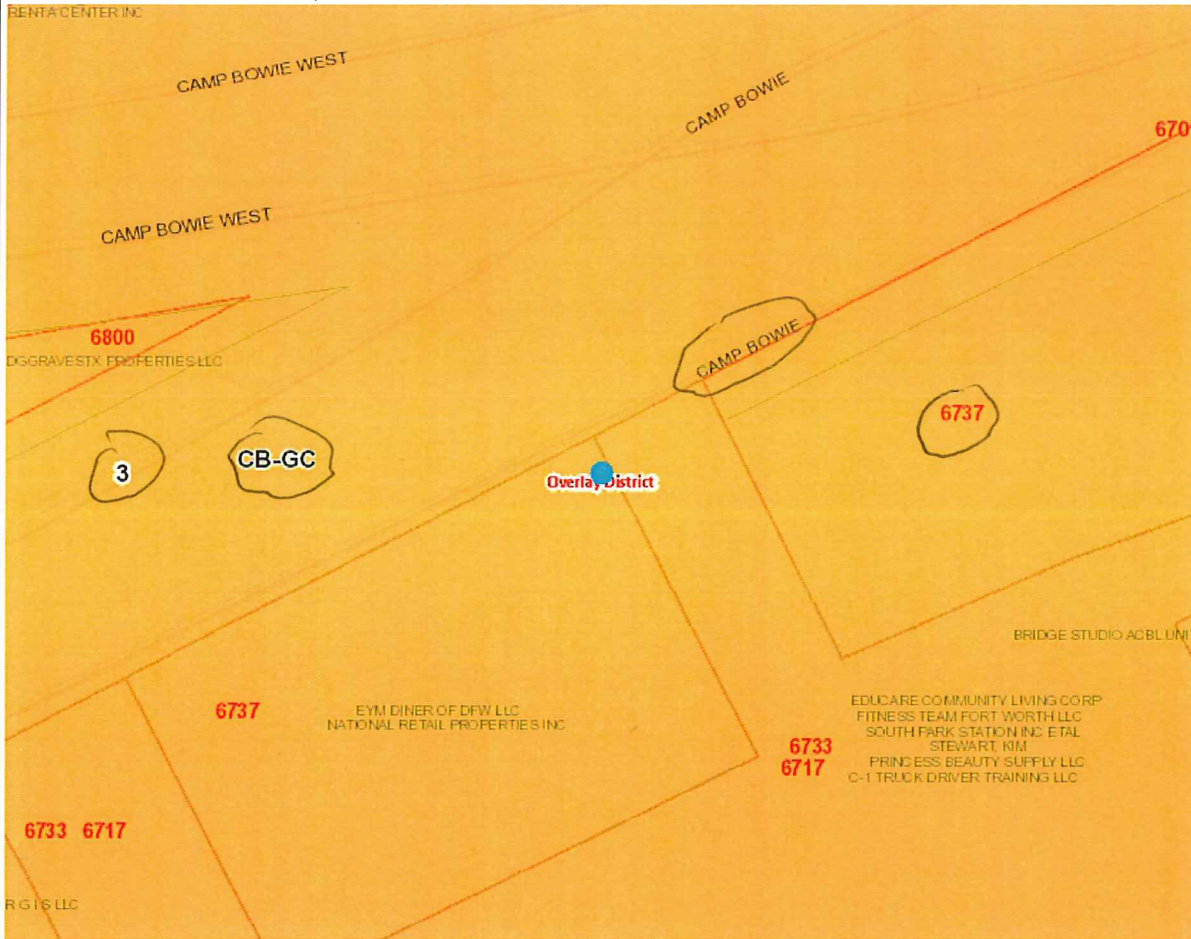 RENTA CENTER INC
CAMP BOWIE WEST
CAMP BOWIE
670
CAMP BOWIE WEST
6800
DGGRAVESTX PROPERTIES LLC
CAMP BOWIE
6737
3
CB-GC
Overlay District
BRIDGE STUDIO ACBL UNI
6737
EYM DINER OF DFW LLC
NATIONAL RETAIL PROPERTIES INC
EDUCARE COMMUNITY LIVING CORP
FITNESS TEAM FORT WORTH LLC
SOUTH PARK STATION INC ETAL
STEWART, KIM
PRINCESS BEAUTY SUPPLY LLC
C-1 TRUCK DRIVER TRAINING LLC
6733
6717
6733 6717
R G I S LLC